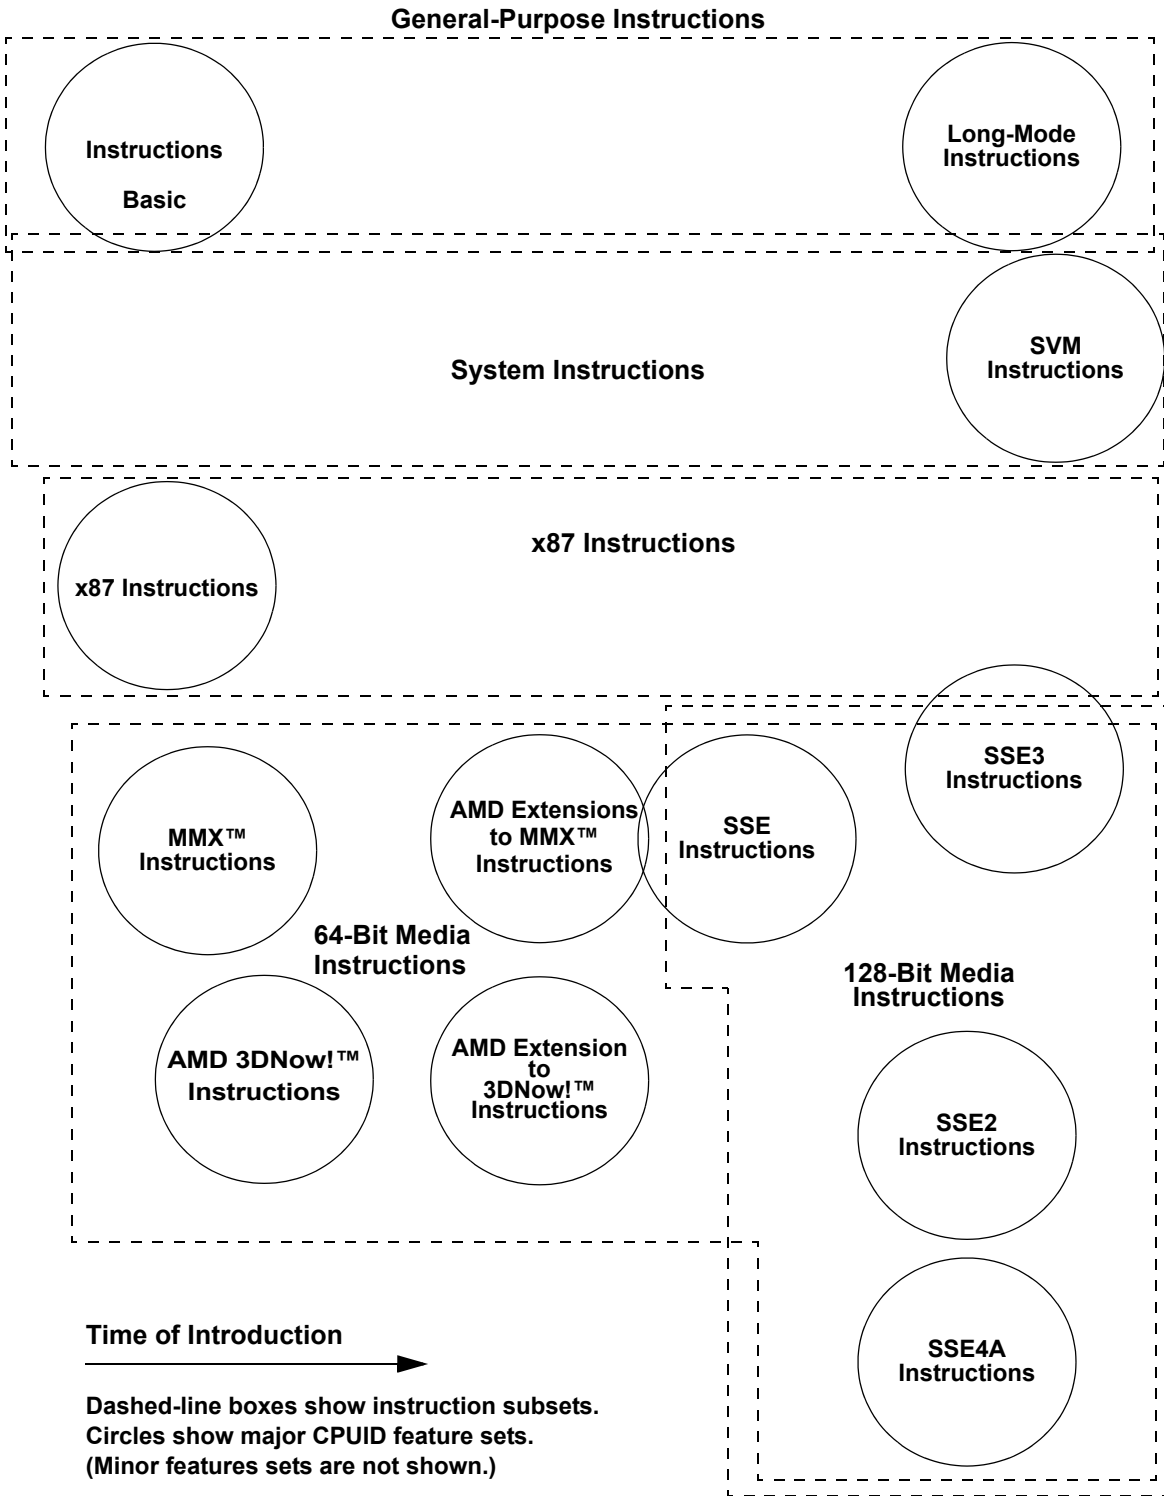 General-Purpose Instructions
Instructions
Basic
Long-Mode
Instructions
System Instructions
SVM
Instructions
x87 Instructions
x87 Instructions
SSE3
Instructions
MMX™
Instructions
AMD Extensions
to MMX™
Instructions
SSE
Instructions
64-Bit Media
Instructions
128-Bit Media
Instructions
AMD 3DNow!™
Instructions
AMD Extension
to
3DNow!™
Instructions
SSE2
Instructions
SSE4A
Instructions
Time of Introduction
Dashed-line boxes show instruction subsets.
Circles show major CPUID feature sets.
(Minor features sets are not shown.)